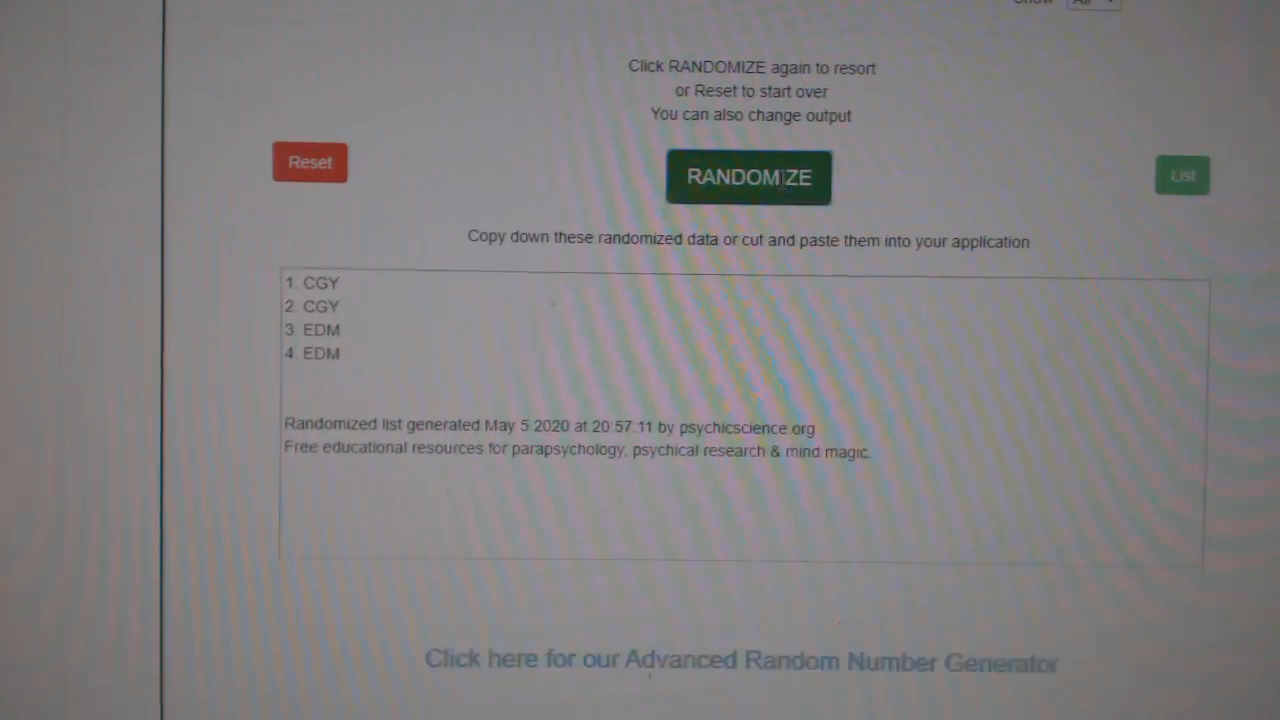 Show All
Click RANDOMIZE again to resort
or Reset to start over
You can also change output
Reset
RANDOMIZE
List
Copy down these randomized data or cut and paste them into your application
1. CGY
2. CGY
3. EDM
4. EDM
Randomized list generated May 5 2020 at 20:57:11 by psychicscience.org
Free educational resources for parapsychology, psychical research & mind magic.
Click here for our Advanced Random Number Generator